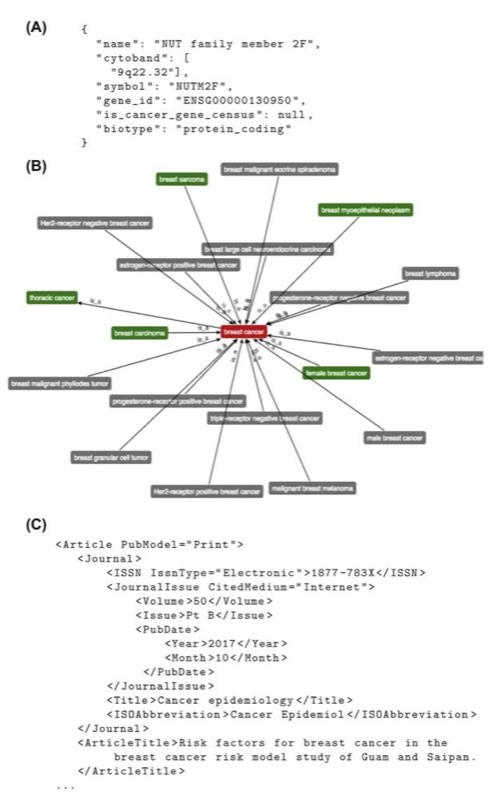 (A)
{
"name": "NUT family member 2F",
"cytoband": [
"9q22.32"],
"symbol": "NUTM2F",
"gene_id": "ENSG00000130950",
"is_cancer_gene_census": null,
"biotype": "protein_coding"
}
(B)
breast malignant eccrine spiradenoma
breast sarcoma
breast myoepithelial neoplasm
Her2-receptor negative breast cancer
breast large cell neuroendocrine carcinoma
estrogen-receptor positive breast cancer
breast lymphoma
thoracic cancer
progesterone-receptor negative breast cancer
is_a
breast carcinoma
is_a
breast cancer
is_a
is_a
estrogen-receptor negative breast ca
female breast cancer
breast malignant phyllodes tumor
progesterone-receptor positive breast cancer
triple-receptor negative breast cancer
male breast cancer
breast granular cell tumor
Her2-receptor positive breast cancer
malignant breast melanoma
(C)
<Article PubModel="Print">
<Journal>
<ISSN IssnType="Electronic">1877-783X</ISSN>
<JournalIssue CitedMedium="Internet">
<Volume>50</Volume>
<Issue>Pt B</Issue>
<PubDate>
<Year>2017</Year>
<Month>10</Month>
</PubDate>
</JournalIssue>
<Title>Cancer epidemiology</Title>
<ISOAbbreviation>Cancer Epidemiol</ISOAbbreviation>
</Journal>
<ArticleTitle>Risk factors for breast cancer in the
breast cancer risk model study of Guam and Saipan.
</ArticleTitle>
...